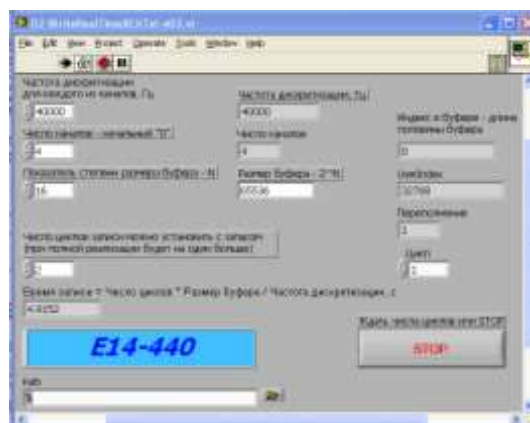 File Edit View Project Operate Tools Window Help
Частота дискретизации
для каждого из каналов, Гц
40000
Частота дискретизации, Гц
40000
Число каналов - начальный "0"
4
Число каналов
4
Индекс в буфере - длина
половины буфера
0
Показатель степени размера буфера - N
16
Размер буфера - 2^N
65536
UserIndex
32768
Переполнение
Число циклов записи можно установить с запасом
(при полной реализации будет на один больше)
2
Цикл
Время записи = Число циклов * Размер буфера / Частота дискретизации, с
E14-440
Ждать число циклов или STOP
STOP
Path